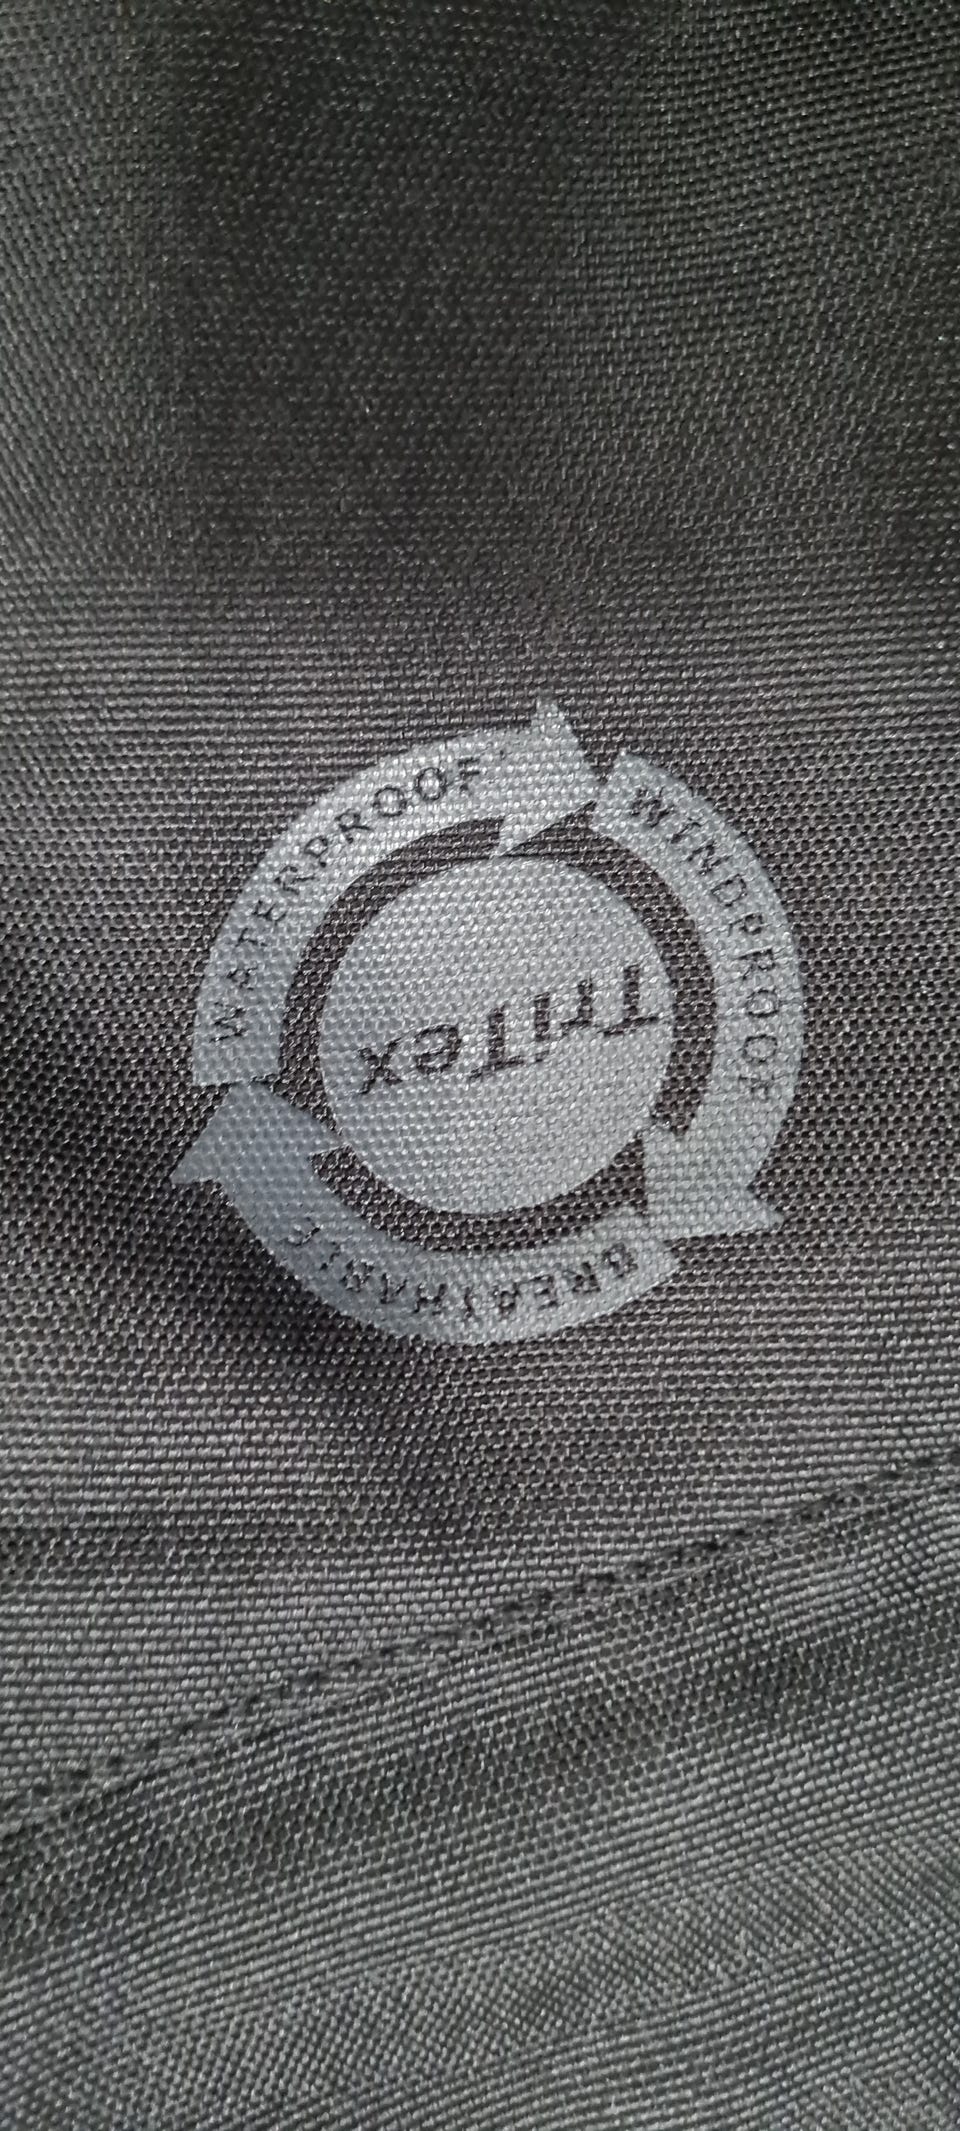 TriTex
WATERPROOF
WINDPROOF
BREATHABLE